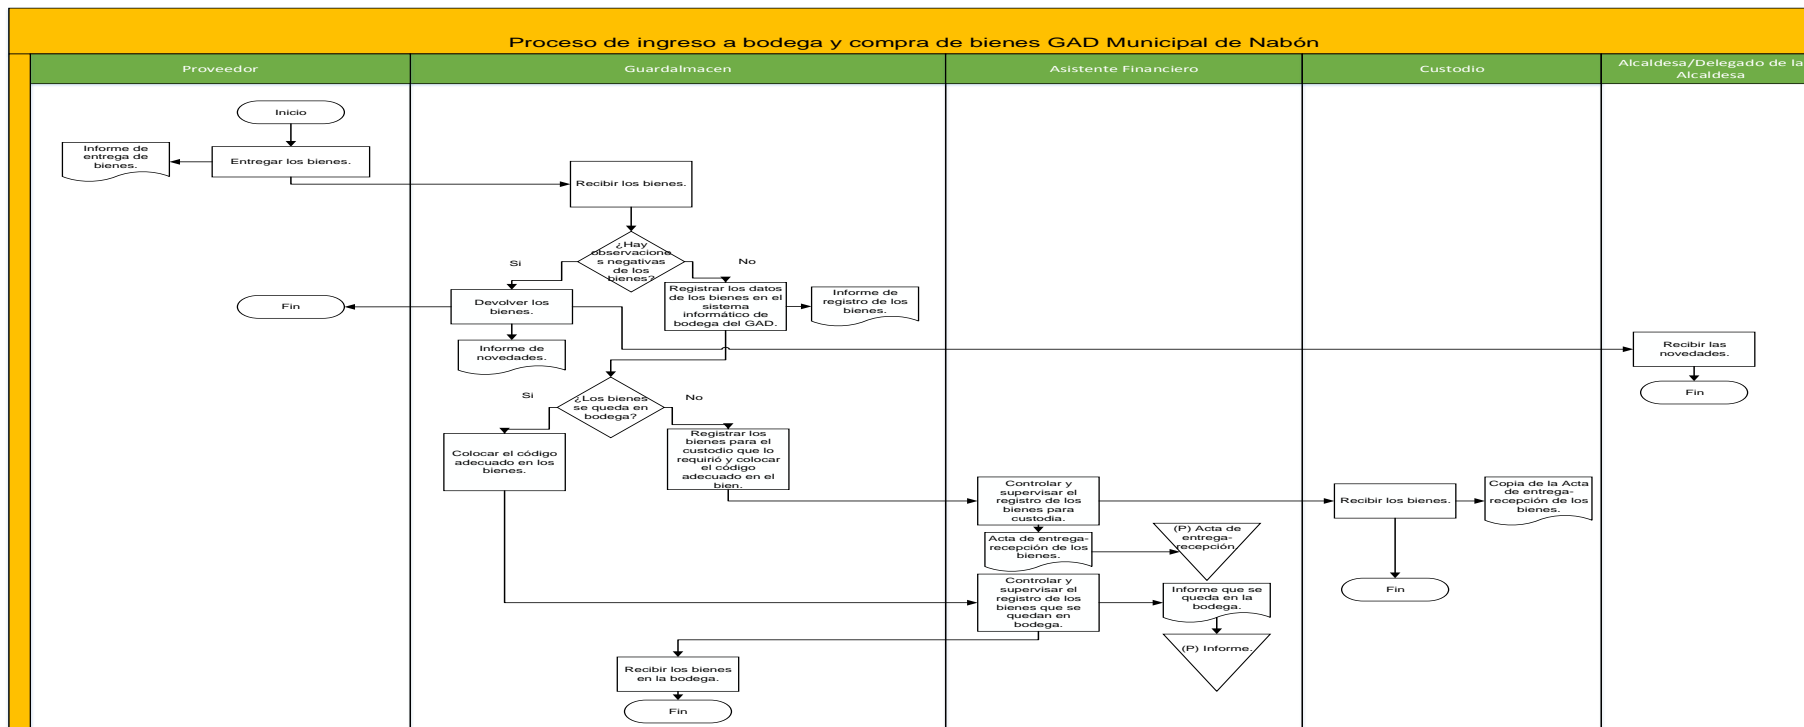 Proceso de ingreso a bodega y compra de bienes GAD Municipal de Nabón
Proveedor
Guardalmacen
Asistente Financiero
Custodio
Alcaldesa/Delegado de la
Alcaldesa
Inicio
Informe de
entrega de
bienes.
Entregar los bienes.
Recibir los bienes.
¿Hay
observacione
s negativas
de los
bienes?
Si
No
Fin
Devolver los
bienes.
Registrar los datos
de los bienes en el
sistema
informático de
bodega del GAD.
Informe de
registro de los
bienes.
Informe de
novedades.
Recibir las
novedades.
Fin
¿Los bienes
se queda en
bodega?
Si
No
Colocar el código
adecuado en los
bienes.
Registrar los
bienes para el
custodio que lo
requirió y colocar
el código
adecuado en el
bien.
Controlar y
supervisar el
registro de los
bienes para
custodia.
Recibir los bienes.
Copia de la Acta
de entrega-
recepción de los
bienes.
Acta de entrega-
recepción de los
bienes.
(P) Acta de
entrega-
recepción.
Controlar y
supervisar el
registro de los
bienes que se
quedan en
bodega.
Informe que se
queda en la
bodega.
Fin
(P) Informe.
Recibir los bienes
en la bodega.
Fin